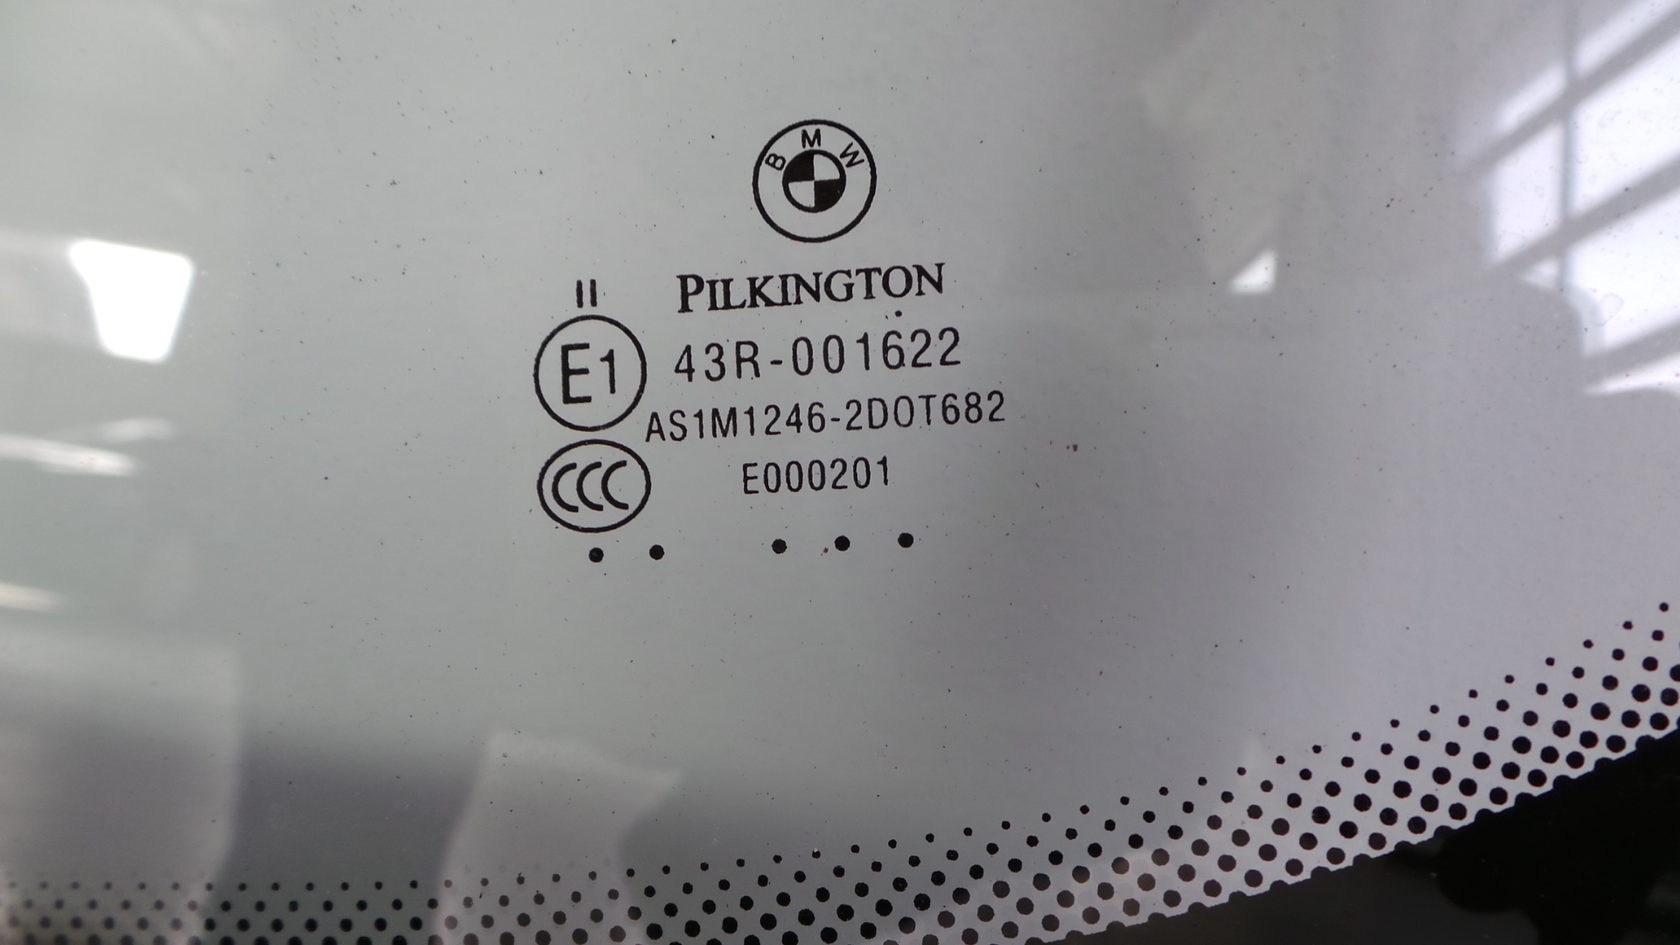 BMW
PILKINGTON
II
E1 43R-001622
AS1M1246-2DOT682
CCC E000201